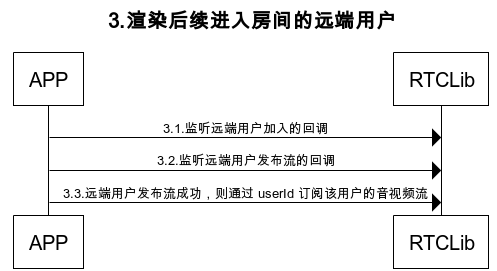 3.渲染后续进入房间的远端用户
APP
RTCLib
3.1.监听远端用户加入的回调
3.2.监听远端用户发布流的回调
3.3.远端用户发布流成功，则通过 userId 订阅该用户的音视频流
APP
RTCLib